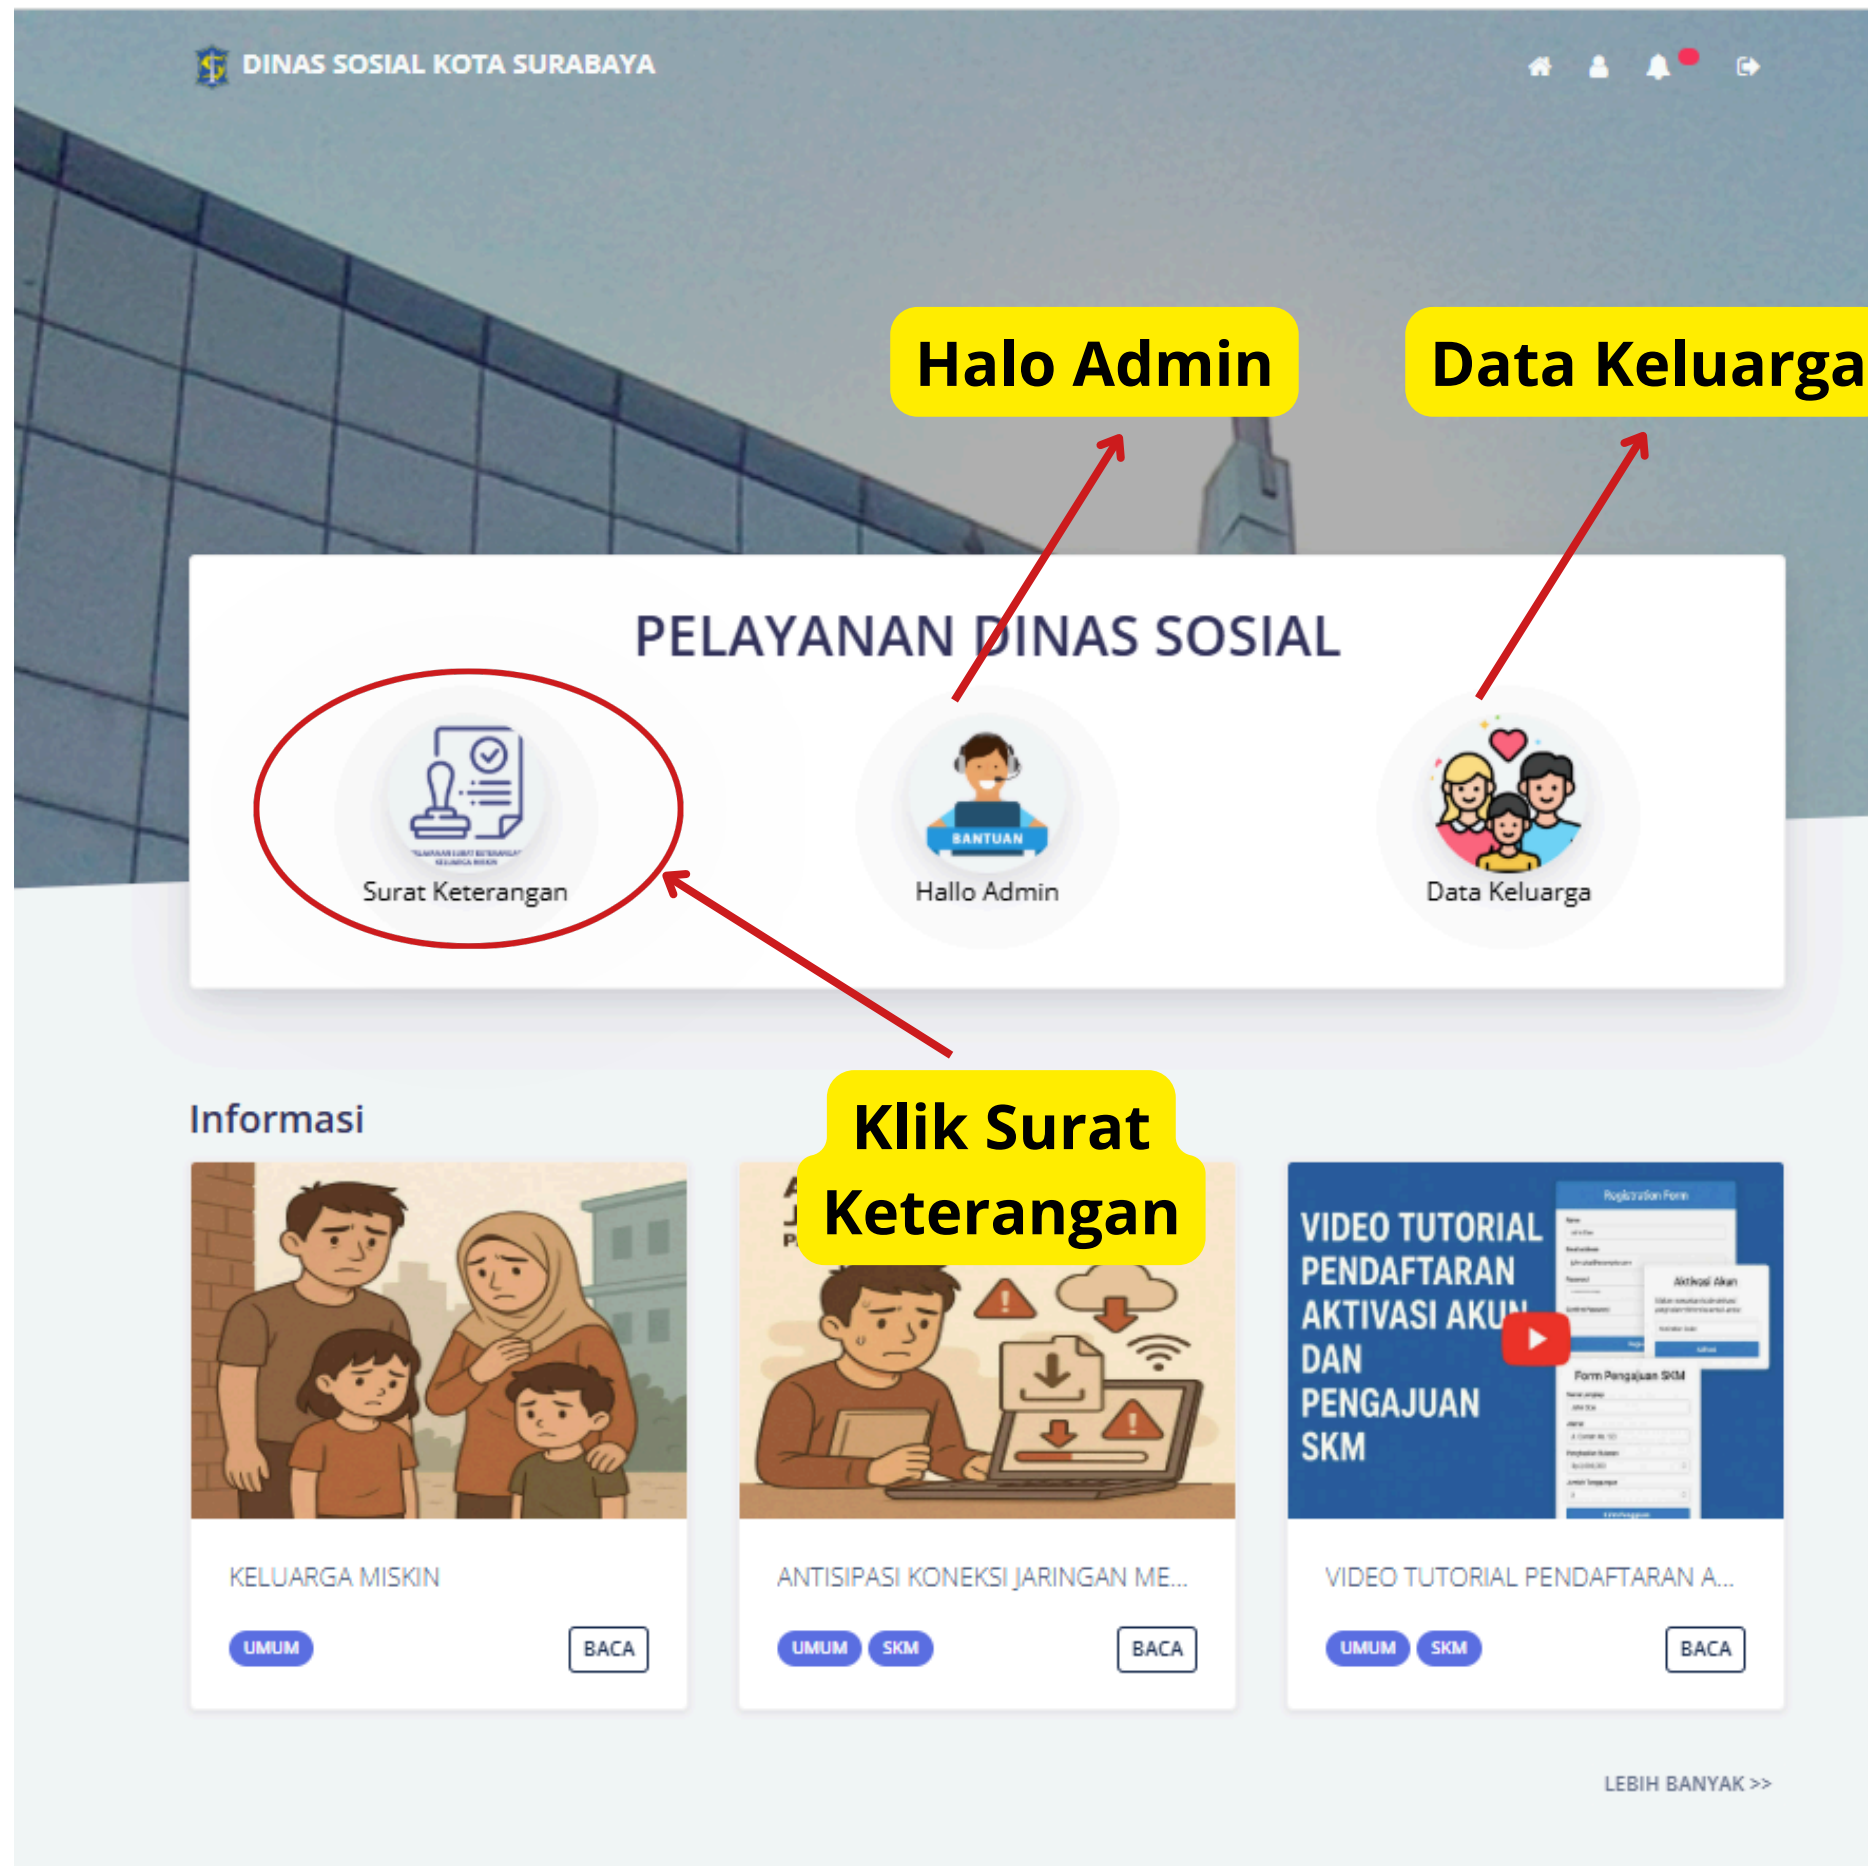 DINAS SOSIAL KOTA SURABAYA
Halo Admin
Data Keluarga
PELAYANAN DINAS SOSIAL
BANTUAN
Surat Keterangan
Hallo Admin
Data Keluarga
Klik Surat
Keterangan
Informasi
VIDEO TUTORIAL
PENDAFTARAN
AKTIVASI AKUN
DAN
PENGAJUAN
SKM
Registration Form
Aktivasi Akun
Form Pengajuan SKM
KELUARGA MISKIN
ANTISIPASI KONEKSI JARINGAN ME...
VIDEO TUTORIAL PENDAFTARAN A...
UMUM
BACA
UMUM SKM
BACA
UMUM SKM
BACA
LEBIH BANYAK >>